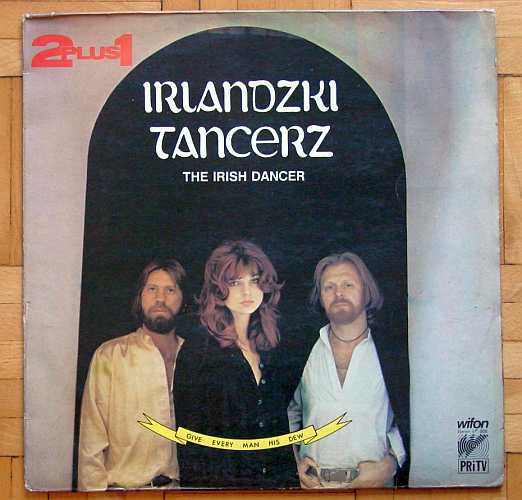 2PLUS1
IRLANDZKI
TANCERZ
THE IRISH DANCER
GIVE EVERY MAN HIS DEW
wifon
PRiTV